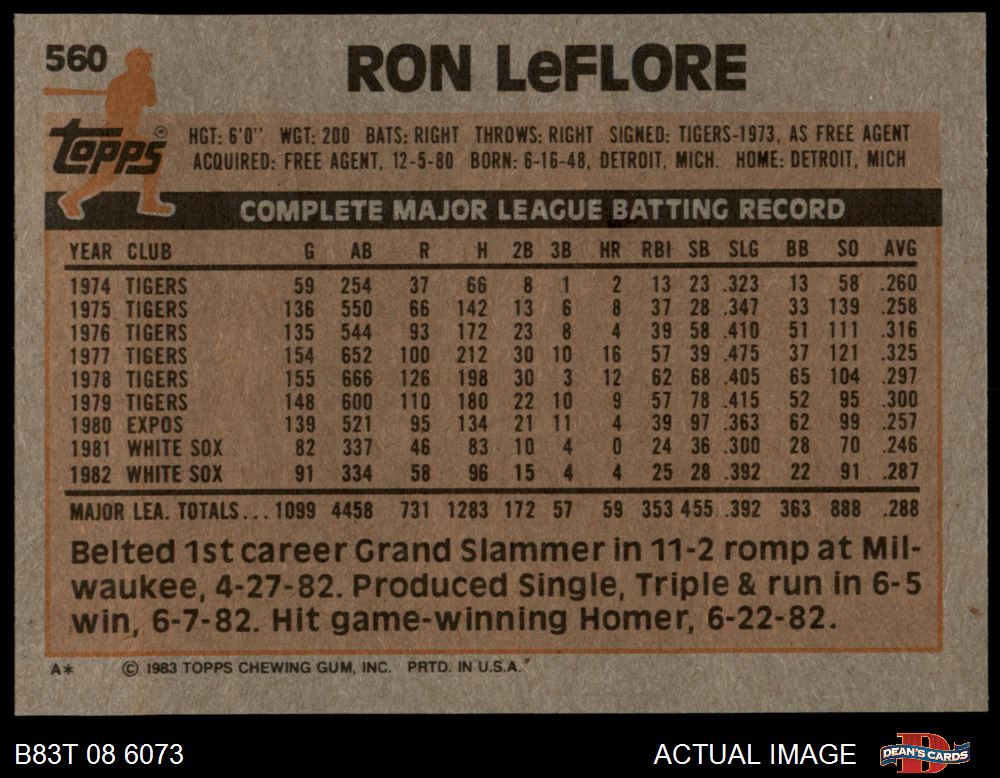 560
RON LeFLORE
TOPPS ®
HGT: 6'0" WGT: 200 BATS: RIGHT THROWS: RIGHT SIGNED: TIGERS-1973, AS FREE AGENT
ACQUIRED: FREE AGENT, 12-5-80 BORN: 6-16-48, DETROIT, MICH. HOME: DETROIT, MICH
COMPLETE MAJOR LEAGUE BATTING RECORD
YEAR CLUB G AB R H 2B 3B HR RBI SB SLG BB SO AVG
1974 TIGERS 59 254 37 66 8 1 2 13 23 .323 13 58 .260
1975 TIGERS 136 550 66 142 13 6 8 37 28 .347 33 139 .258
1976 TIGERS 135 544 93 172 23 8 4 39 58 .410 51 111 .316
1977 TIGERS 154 652 100 212 30 10 16 57 39 .475 37 121 .325
1978 TIGERS 155 666 126 198 30 3 12 62 68 .405 65 104 .297
1979 TIGERS 148 600 110 180 22 10 9 57 78 .415 52 95 .300
1980 EXPOS 139 521 95 134 21 11 4 39 97 .363 62 99 .257
1981 WHITE SOX 82 337 46 83 10 4 0 24 36 .300 28 70 .246
1982 WHITE SOX 91 334 58 96 15 4 4 25 28 .392 22 91 .287
MAJOR LEA. TOTALS... 1099 4458 731 1283 172 57 59 353 455 .392 363 888 .288
Belted 1st career Grand Slammer in 11-2 romp at Mil-
waukee, 4-27-82. Produced Single, Triple & run in 6-5
win, 6-7-82. Hit game-winning Homer, 6-22-82.
A* © 1983 TOPPS CHEWING GUM, INC. PRTD. IN U.S.A.
B83T 08 6073 ACTUAL IMAGE DEAN'S CARDS